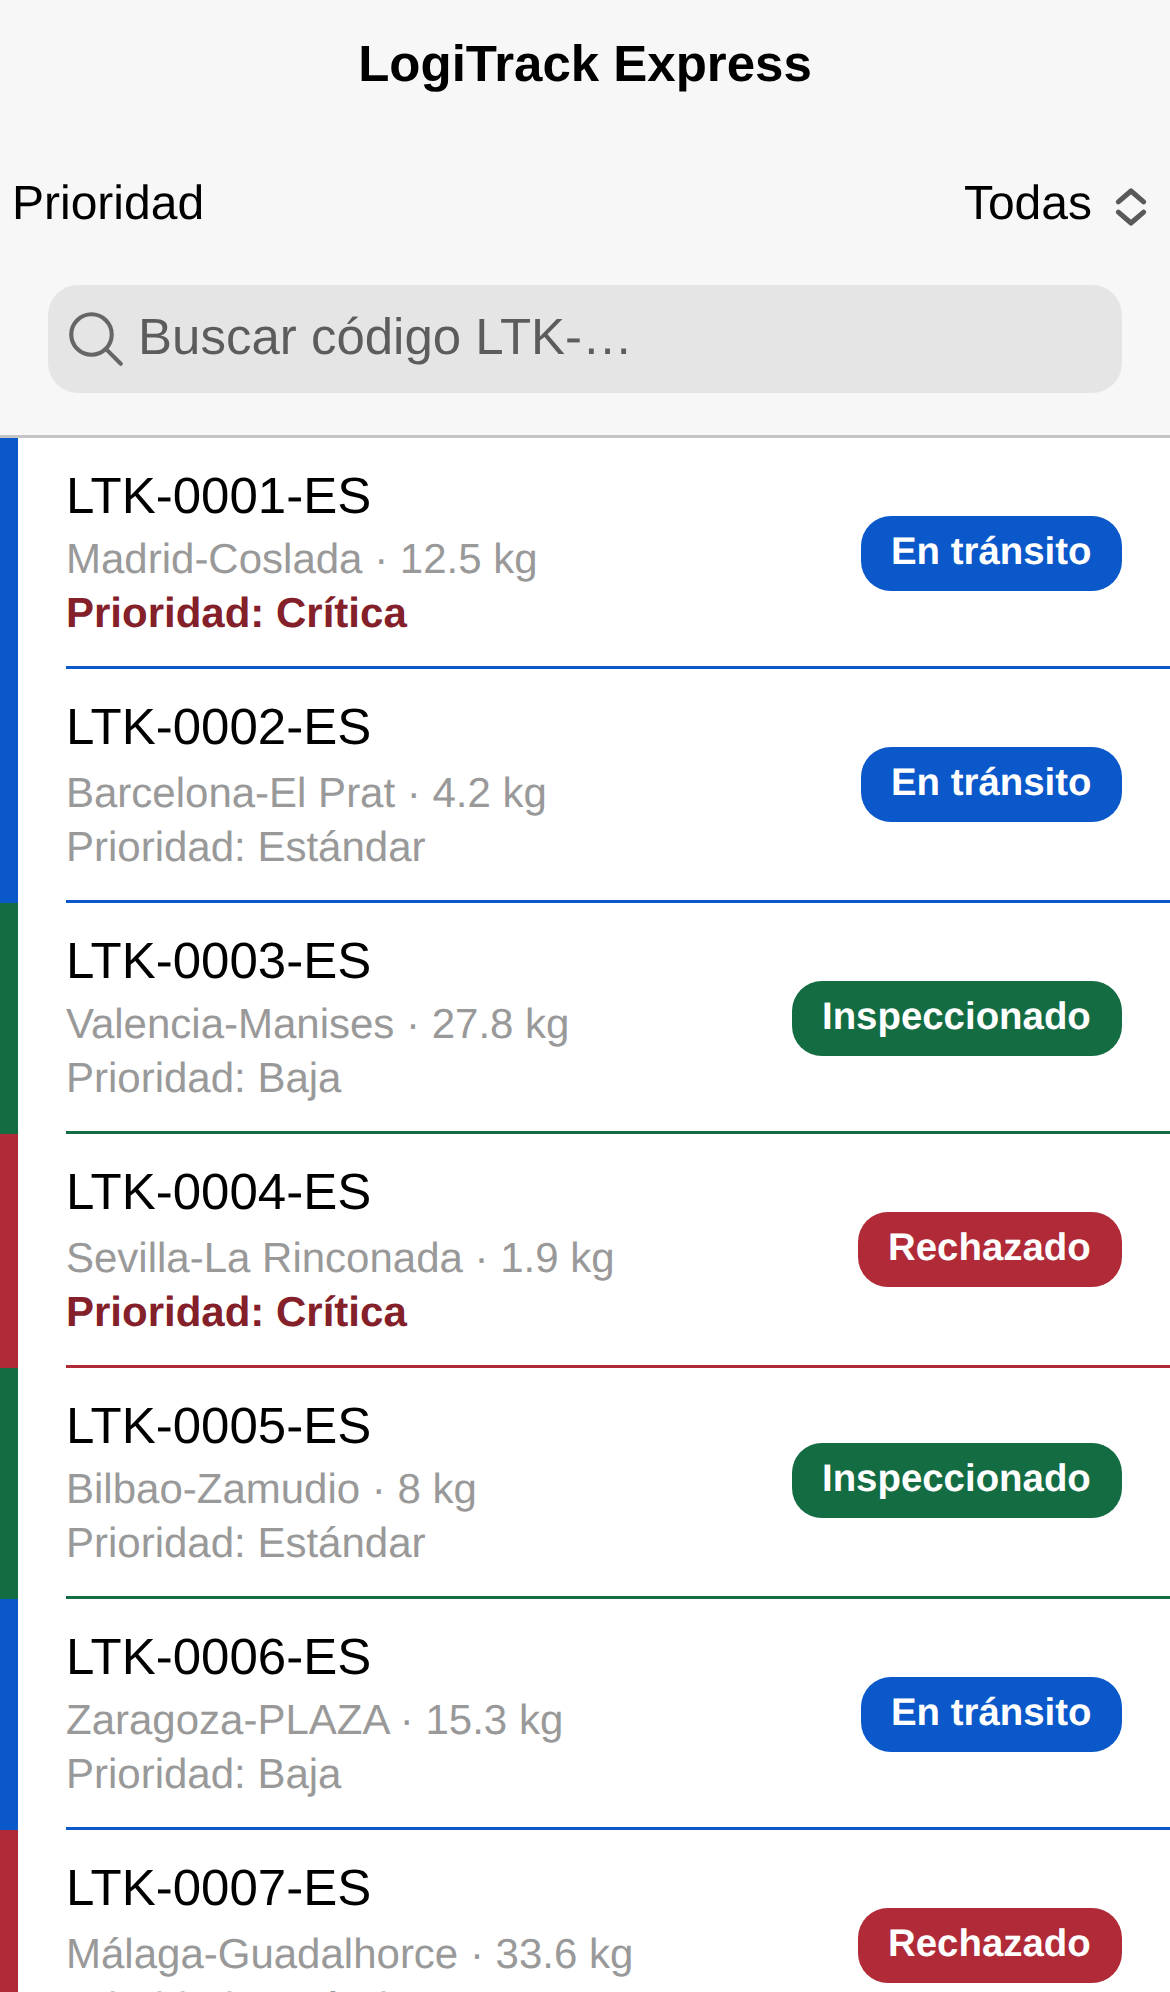 LogiTrack Express
Prioridad
Todas
Buscar código LTK-…
LTK-0001-ES
Madrid-Coslada · 12.5 kg
Prioridad: Crítica
En tránsito
LTK-0002-ES
Barcelona-El Prat · 4.2 kg
Prioridad: Estándar
En tránsito
LTK-0003-ES
Valencia-Manises · 27.8 kg
Prioridad: Baja
Inspeccionado
LTK-0004-ES
Sevilla-La Rinconada · 1.9 kg
Prioridad: Crítica
Rechazado
LTK-0005-ES
Bilbao-Zamudio · 8 kg
Prioridad: Estándar
Inspeccionado
LTK-0006-ES
Zaragoza-PLAZA · 15.3 kg
Prioridad: Baja
En tránsito
LTK-0007-ES
Málaga-Guadalhorce · 33.6 kg
Rechazado